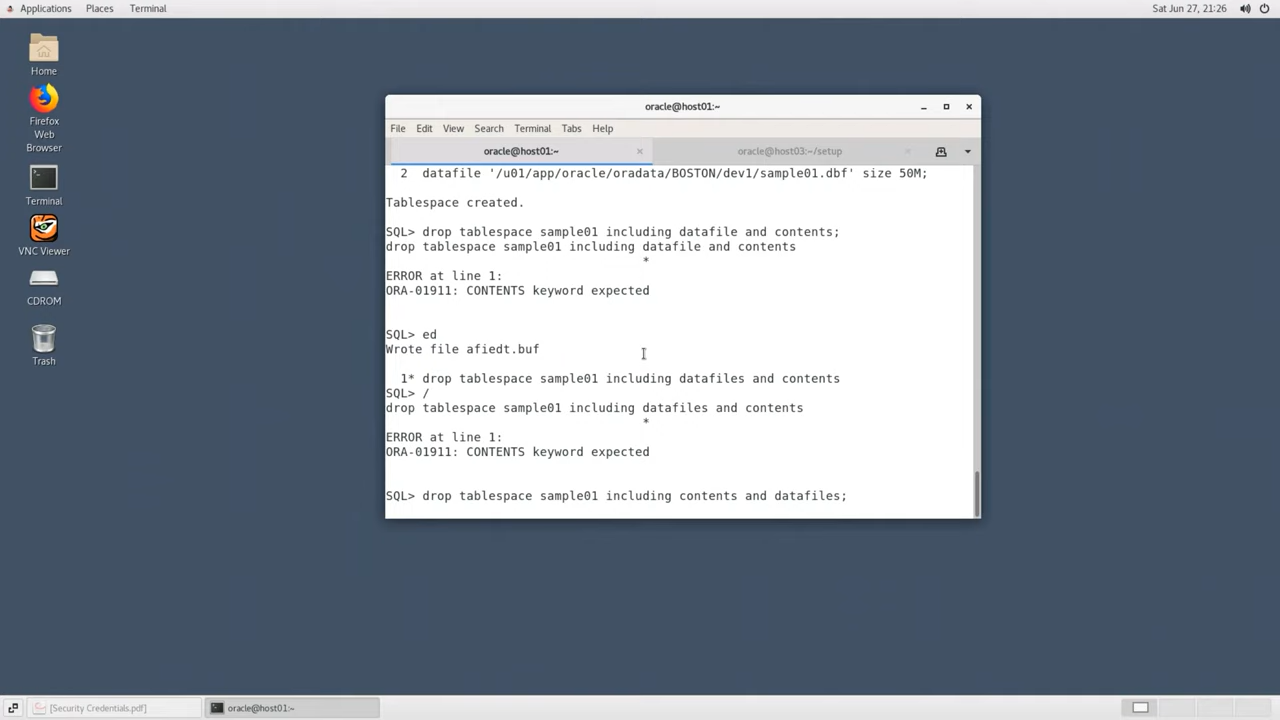 Applications Places Terminal Sat Jun 27, 21:26
Home
Firefox
Web
Browser
Terminal
VNC Viewer
CDROM
Trash
oracle@host01:~
File Edit View Search Terminal Tabs Help
oracle@host01:~ oracle@host03:~/setup
2 datafile '/u01/app/oracle/oradata/BOSTON/dev1/sample01.dbf' size 50M;
Tablespace created.
SQL> drop tablespace sample01 including datafile and contents;
drop tablespace sample01 including datafile and contents
*
ERROR at line 1:
ORA-01911: CONTENTS keyword expected
SQL> ed
Wrote file afiedt.buf
1* drop tablespace sample01 including datafiles and contents
SQL> /
drop tablespace sample01 including datafiles and contents
*
ERROR at line 1:
ORA-01911: CONTENTS keyword expected
SQL> drop tablespace sample01 including contents and datafiles;
[Security Credentials.pdf] oracle@host01:~